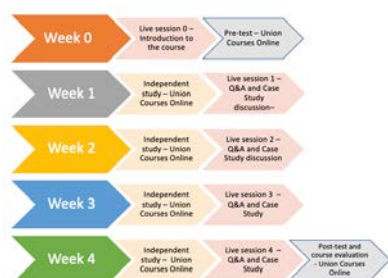 Week 0
Live session 0 –
Introduction to
the course
Pre-test – Union
Courses Online
Week 1
Independent
study – Union
Courses Online
Live session 1 –
Q&A and Case
Study
discussion–
Week 2
Independent
study – Union
Courses Online
Live session 2 –
Q&A and Case
Study discussion
Week 3
Independent
study – Union
Courses Online
Live session 3 –
Q&A and Case
Study
Week 4
Independent
study – Union
Courses Online
Live session 4 –
Q&A and Case
Study
Post-test and
course evaluation
- Union Courses
Online